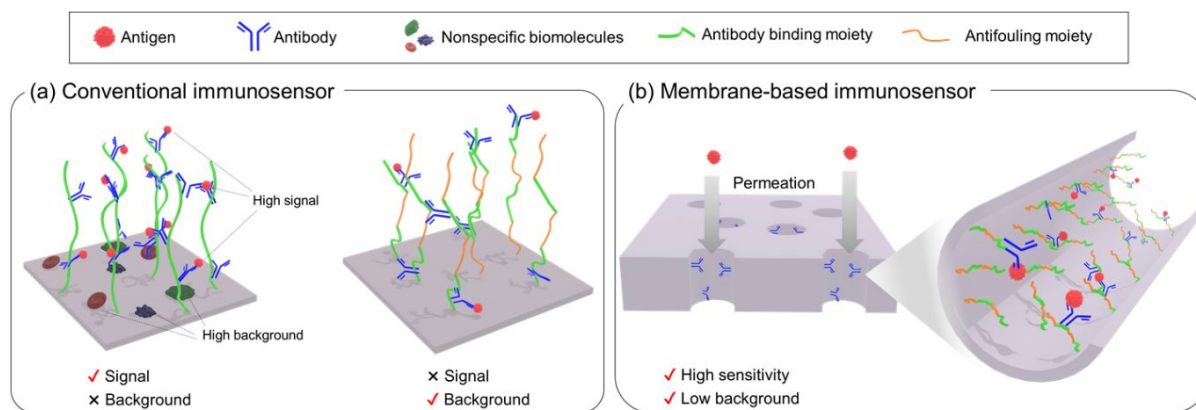 Antigen
Antibody
Nonspecific biomolecules
Antibody binding moiety
Antifouling moiety
(a) Conventional immunosensor
High signal
High background
✓ Signal
✕ Background
✕ Signal
✓ Background
(b) Membrane-based immunosensor
Permeation
✓ High sensitivity
✓ Low background